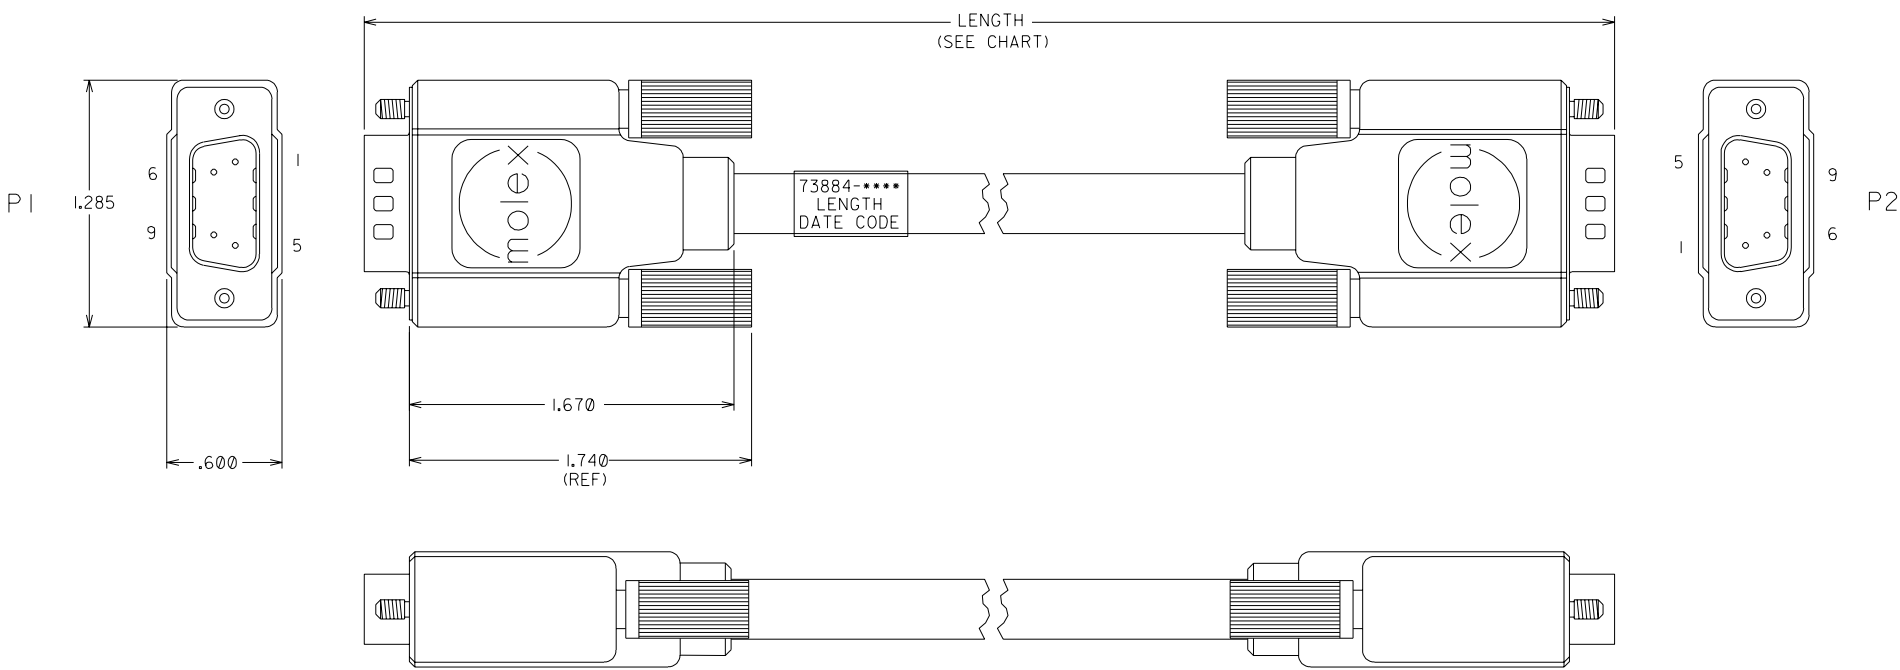 LENGTH
(SEE CHART)
P1
6
1
1.285
9
5
molex
73884-****
LENGTH
DATE CODE
molex
5
9
1
6
P2
1.670
.600
1.740
(REF)